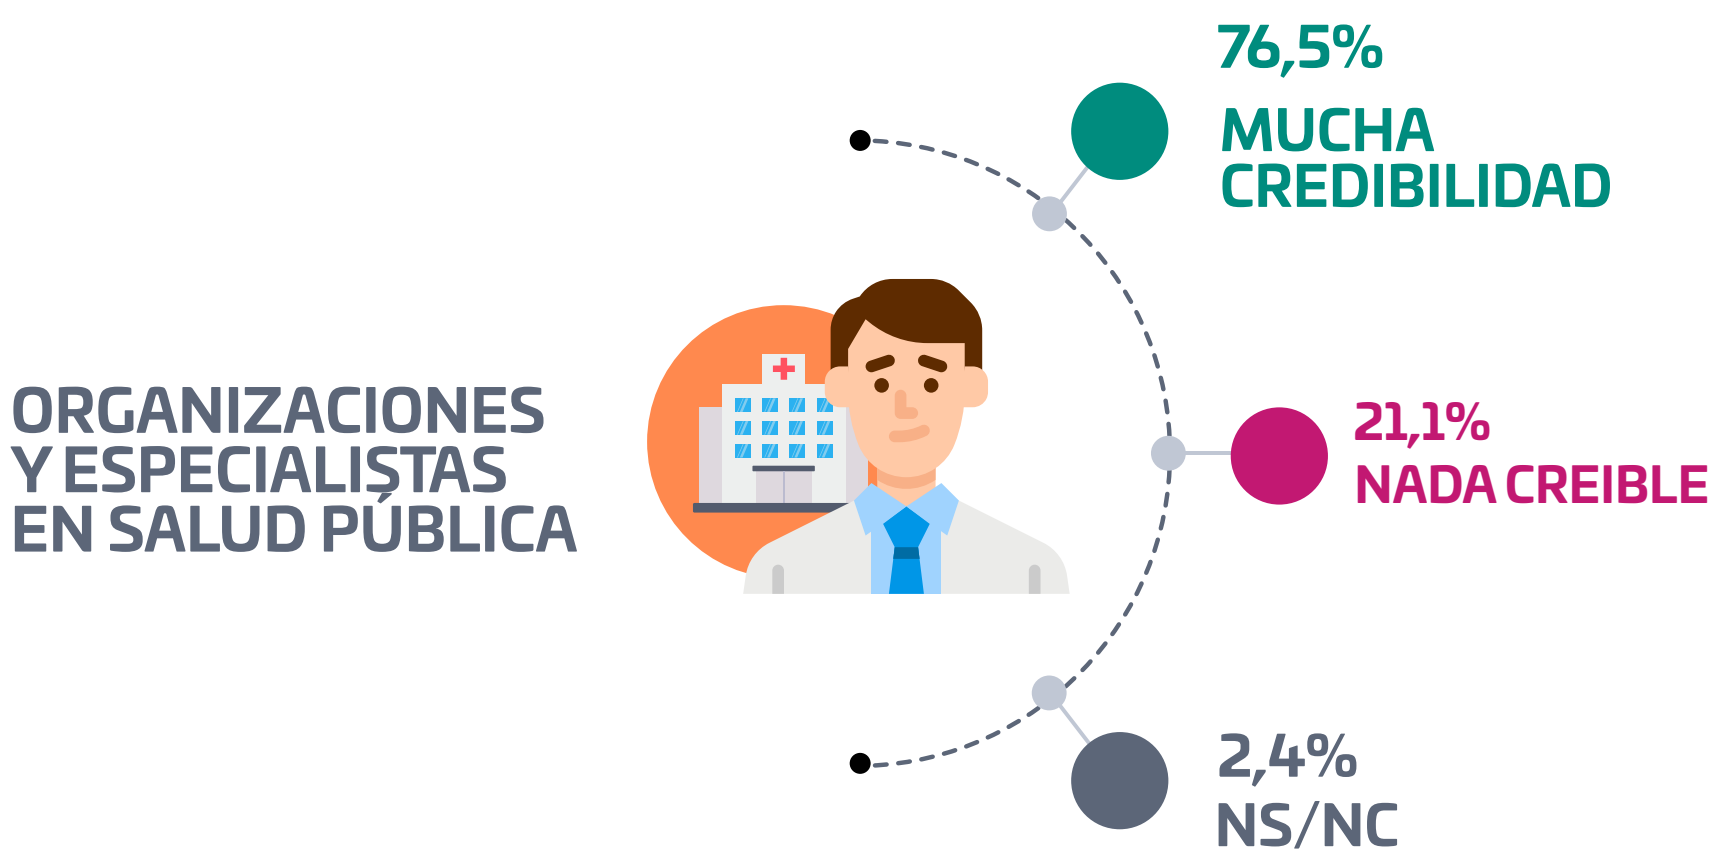 76,5%
MUCHA
CREDIBILIDAD
ORGANIZACIONES
Y ESPECIALISTAS
EN SALUD PÚBLICA
21,1%
NADA CREIBLE
2,4%
NS/NC